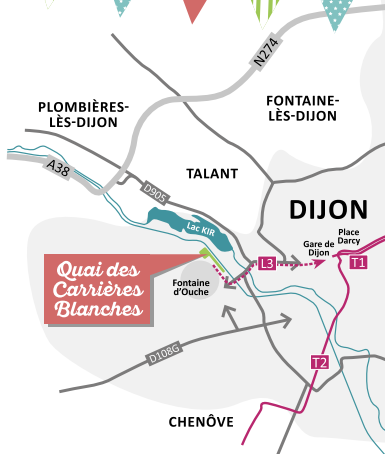 N274
PLOMBIÈRES-
LÈS-DIJON
FONTAINE-
LÈS-DIJON
A38
TALANT
D905
DIJON
Lac KIR
Place
Darcy
Gare de
Dijon
L3
T1
Quai des
Carrières
Blanches
Fontaine
d'Ouche
D108G
T2
CHENÔVE